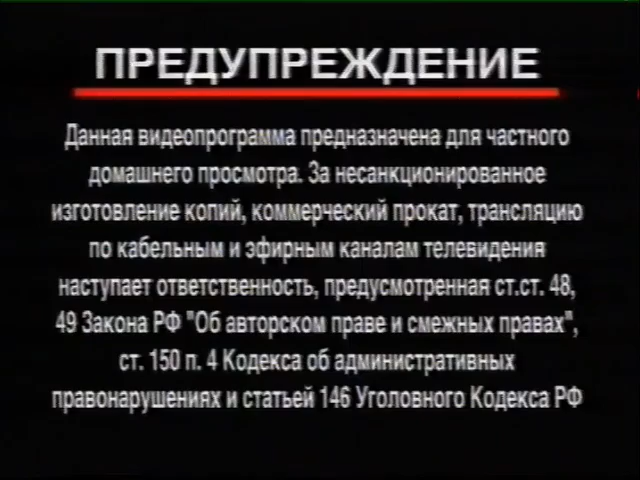 ПРЕДУПРЕЖДЕНИЕ
Данная видеопрограмма предназначена для частного
домашнего просмотра. За несанкционированное
изготовление копий, коммерческий прокат, трансляцию
по кабельным и эфирным каналам телевидения
наступает ответственность, предусмотренная ст.ст. 48,
49 Закона РФ "Об авторском праве и смежных правах",
ст. 150 п. 4 Кодекса об административных
правонарушениях и статьей 146 Уголовного Кодекса РФ